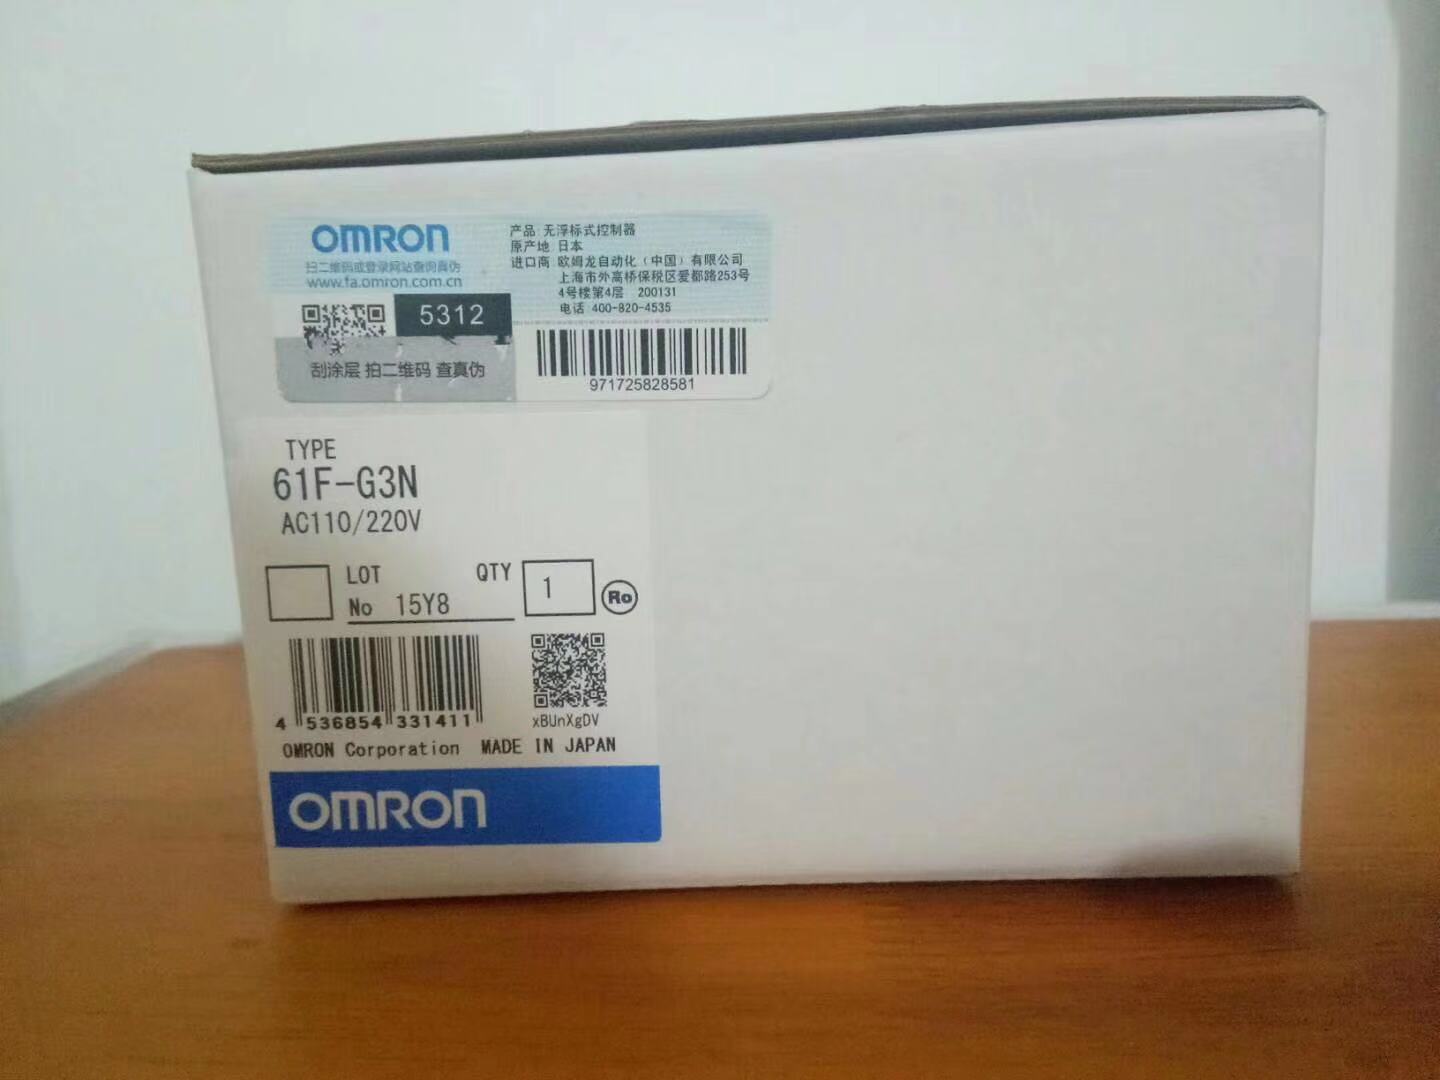 OMRON
扫二维码或登录网站查询真伪
www.fa.omron.com.cn
5312
刮涂层 拍二维码 查真伪
产品 无浮标式控制器
原产地 日本
进口商 欧姆龙自动化（中国）有限公司
上海市外高桥保税区爱都路253号
4号楼第4层 200131
电话 400-820-4535
971725828581
TYPE
61F-G3N
AC110/220V
LOT
No 15Y8
QTY
1
Ro
4 536854 331411
xBUnXgDV
OMRON Corporation MADE IN JAPAN
OMRON